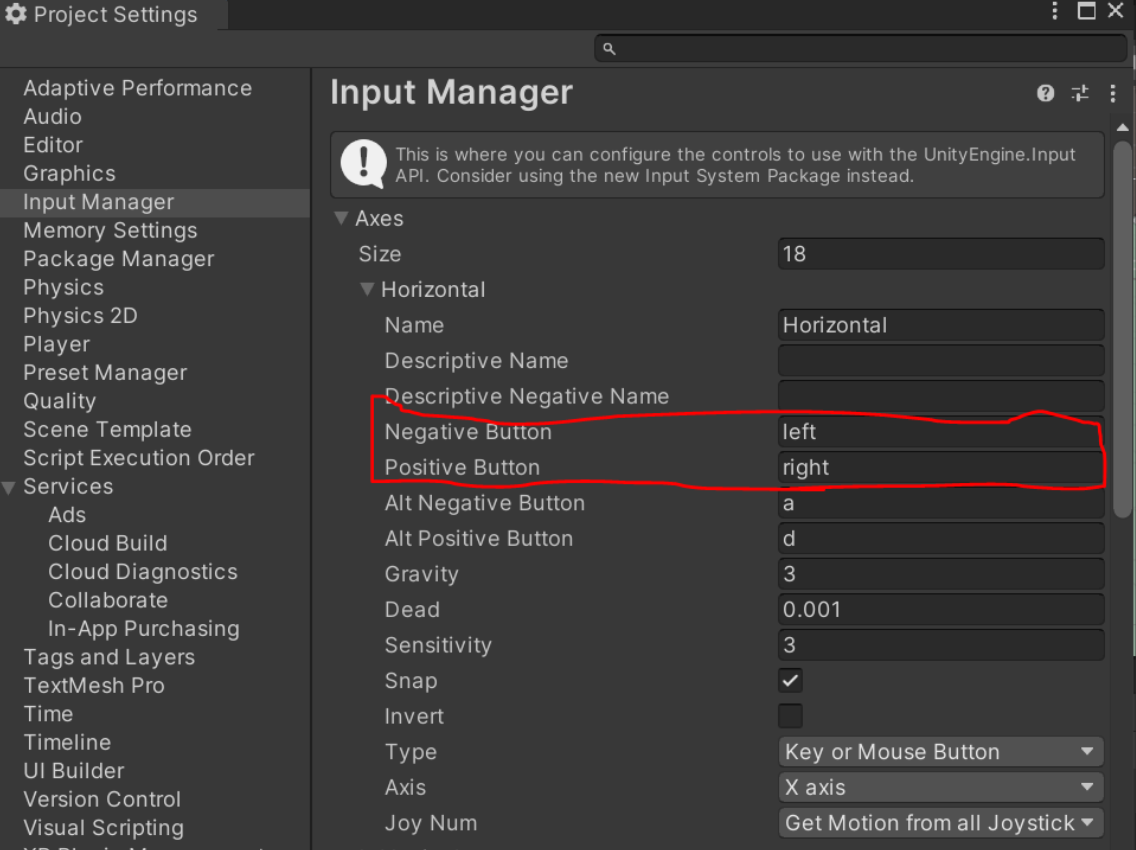 Project Settings
Adaptive Performance
Audio
Editor
Graphics
Input Manager
Memory Settings
Package Manager
Physics
Physics 2D
Player
Preset Manager
Quality
Scene Template
Script Execution Order
Services
Ads
Cloud Build
Cloud Diagnostics
Collaborate
In-App Purchasing
Tags and Layers
TextMesh Pro
Time
Timeline
UI Builder
Version Control
Visual Scripting
Input Manager
This is where you can configure the controls to use with the UnityEngine.Input
API. Consider using the new Input System Package instead.
Axes
Size 18
Horizontal
Name Horizontal
Descriptive Name
Descriptive Negative Name
Negative Button left
Positive Button right
Alt Negative Button a
Alt Positive Button d
Gravity 3
Dead 0.001
Sensitivity 3
Snap
Invert
Type Key or Mouse Button
Axis X axis
Joy Num Get Motion from all Joystick